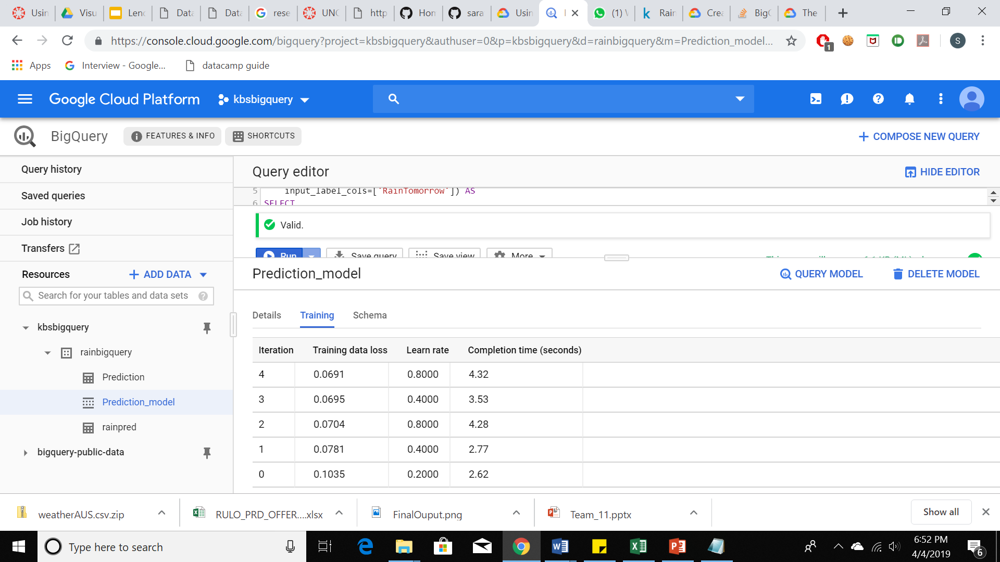 Usin
Visu
Lenc
Data
Data
rese
UNC
http
Hom
sara
Usin
(1) W
Rain
Crea
BigQ
The
https://console.cloud.google.com/bigquery?project=kbsbigquery&authuser=0&p=kbsbigquery&d=rainbigquery&m=Prediction_model...
1
S
Apps
Interview - Google...
datacamp guide
Google Cloud Platform
kbsbigquery
BigQuery
FEATURES & INFO
SHORTCUTS
COMPOSE NEW QUERY
Query history
Saved queries
Job history
Transfers
Resources
ADD DATA
Search for your tables and data sets
kbsbigquery
rainbigquery
Prediction
Prediction_model
rainpred
bigquery-public-data
Query editor
HIDE EDITOR
5 input_label_cols=['RainTomorrow']) AS
6 SELECT
Valid.
Run
Save query
Save view
More
Prediction_model
QUERY MODEL
DELETE MODEL
Details Training Schema
Iteration Training data loss Learn rate Completion time (seconds)
4 0.0691 0.8000 4.32
3 0.0695 0.4000 3.53
2 0.0704 0.8000 4.28
1 0.0781 0.4000 2.77
0 0.1035 0.2000 2.62
weatherAUS.csv.zip
RULO_PRD_OFFER....xlsx
FinalOuput.png
Team_11.pptx
Show all
Type here to search
6:52 PM
4/4/2019
6